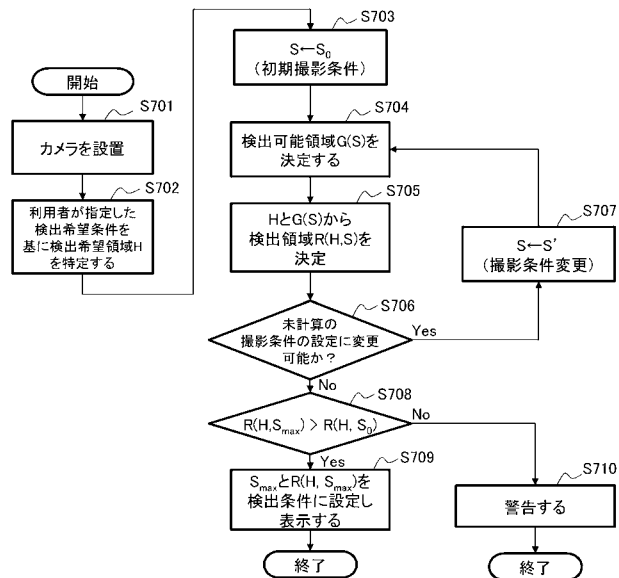 開始
S701
カメラを設置
S702
利用者が指定した
検出希望条件を
基に検出希望領域H
を特定する
S703
S←S₀
(初期撮影条件)
S704
検出可能領域G(S)を
決定する
S705
HとG(S)から
検出領域R(H,S)を
決定
S706
未計算の
撮影条件の設定に変更
可能か？
Yes
S707
S←S'
(撮影条件変更)
No
S708
R(H,Smax)＞R(H, S₀)
No
Yes
S709
SmaxとR(H, Smax)を
検出条件に設定し
表示する
終了
S710
警告する
終了